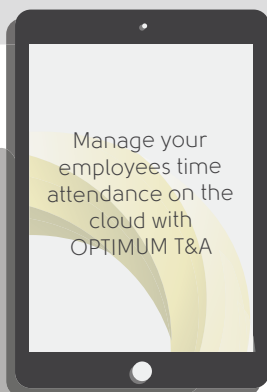 Manage your
employees time
attendance on the
cloud with
OPTIMUM T&A